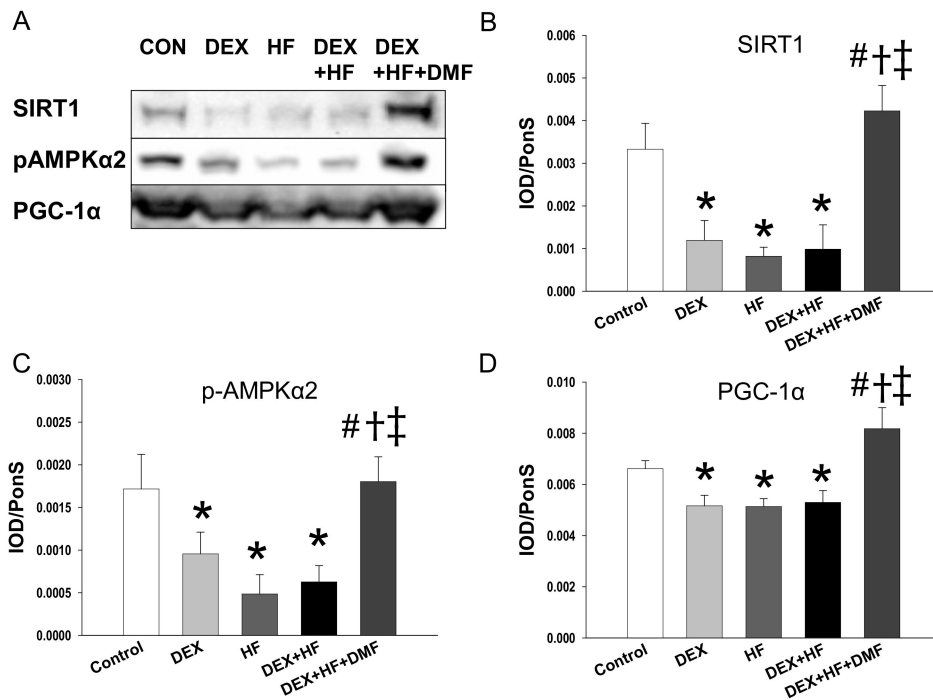 A
CON DEX HF DEX +HF DEX +HF+DMF
SIRT1
pAMPKα2
PGC-1α
B
SIRT1
IOD/PonS
0.006
0.005
0.004
0.003
0.002
0.001
0.000
#†‡
*
*
*
Control DEX HF DEX+HF DEX+HF+DMF
C
p-AMPKα2
IOD/PonS
0.0030
0.0025
0.0020
0.0015
0.0010
0.0005
0.0000
#†‡
*
*
*
Control DEX HF DEX+HF DEX+HF+DMF
D
PGC-1α
IOD/PonS
0.010
0.008
0.006
0.004
0.002
0.000
#†‡
*
*
*
Control DEX HF DEX+HF DEX+HF+DMF